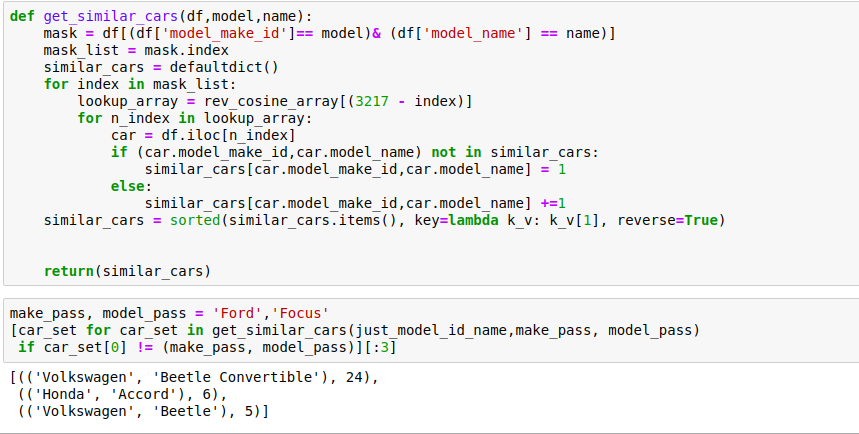 def get_similar_cars(df,model,name):
    mask = df[(df['model_make_id']== model)& (df['model_name'] == name)]
    mask_list = mask.index
    similar_cars = defaultdict()
    for index in mask_list:
        lookup_array = rev_cosine_array[(3217 - index)]
        for n_index in lookup_array:
            car = df.iloc[n_index]
            if (car.model_make_id,car.model_name) not in similar_cars:
                similar_cars[car.model_make_id,car.model_name] = 1
            else:
                similar_cars[car.model_make_id,car.model_name] +=1
    similar_cars = sorted(similar_cars.items(), key=lambda k_v: k_v[1], reverse=True)
    return(similar_cars)
make_pass, model_pass = 'Ford','Focus'
[car_set for car_set in get_similar_cars(just_model_id_name,make_pass, model_pass)
 if car_set[0] != (make_pass, model_pass)][:3]
[(('Volkswagen', 'Beetle Convertible'), 24),
 (('Honda', 'Accord'), 6),
 (('Volkswagen', 'Beetle'), 5)]